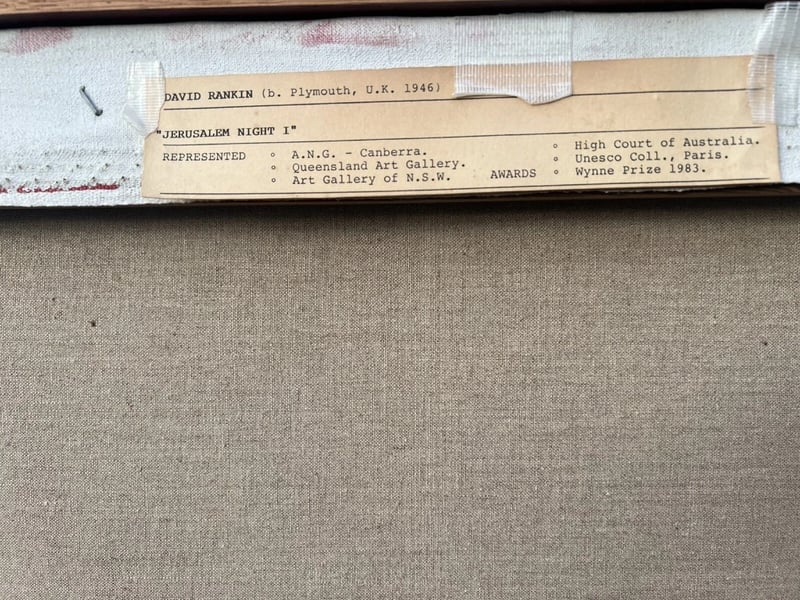 DAVID RANKIN (b. Plymouth, U.K. 1946)
"JERUSALEM NIGHT I"
REPRESENTED ° A.N.G. - Canberra. ° High Court of Australia.
° Queensland Art Gallery. ° Unesco Coll., Paris.
° Art Gallery of N.S.W. AWARDS ° Wynne Prize 1983.